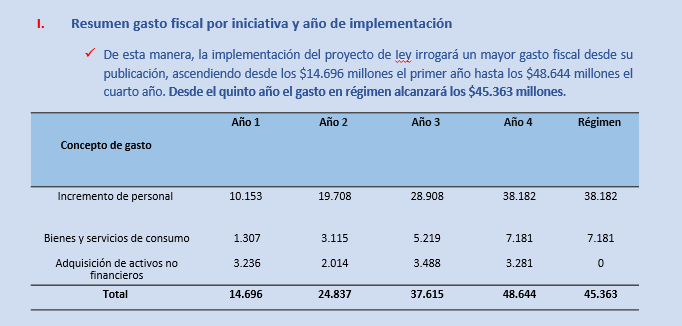 I. Resumen gasto fiscal por iniciativa y año de implementación
✓ De esta manera, la implementación del proyecto de ley irrogará un mayor gasto fiscal desde su
publicación, ascendiendo desde los $14.696 millones el primer año hasta los $48.644 millones el
cuarto año. Desde el quinto año el gasto en régimen alcanzará los $45.363 millones.
Concepto de gasto Año 1 Año 2 Año 3 Año 4 Régimen
Incremento de personal 10.153 19.708 28.908 38.182 38.182
Bienes y servicios de consumo 1.307 3.115 5.219 7.181 7.181
Adquisición de activos no
financieros 3.236 2.014 3.488 3.281 0
Total 14.696 24.837 37.615 48.644 45.363